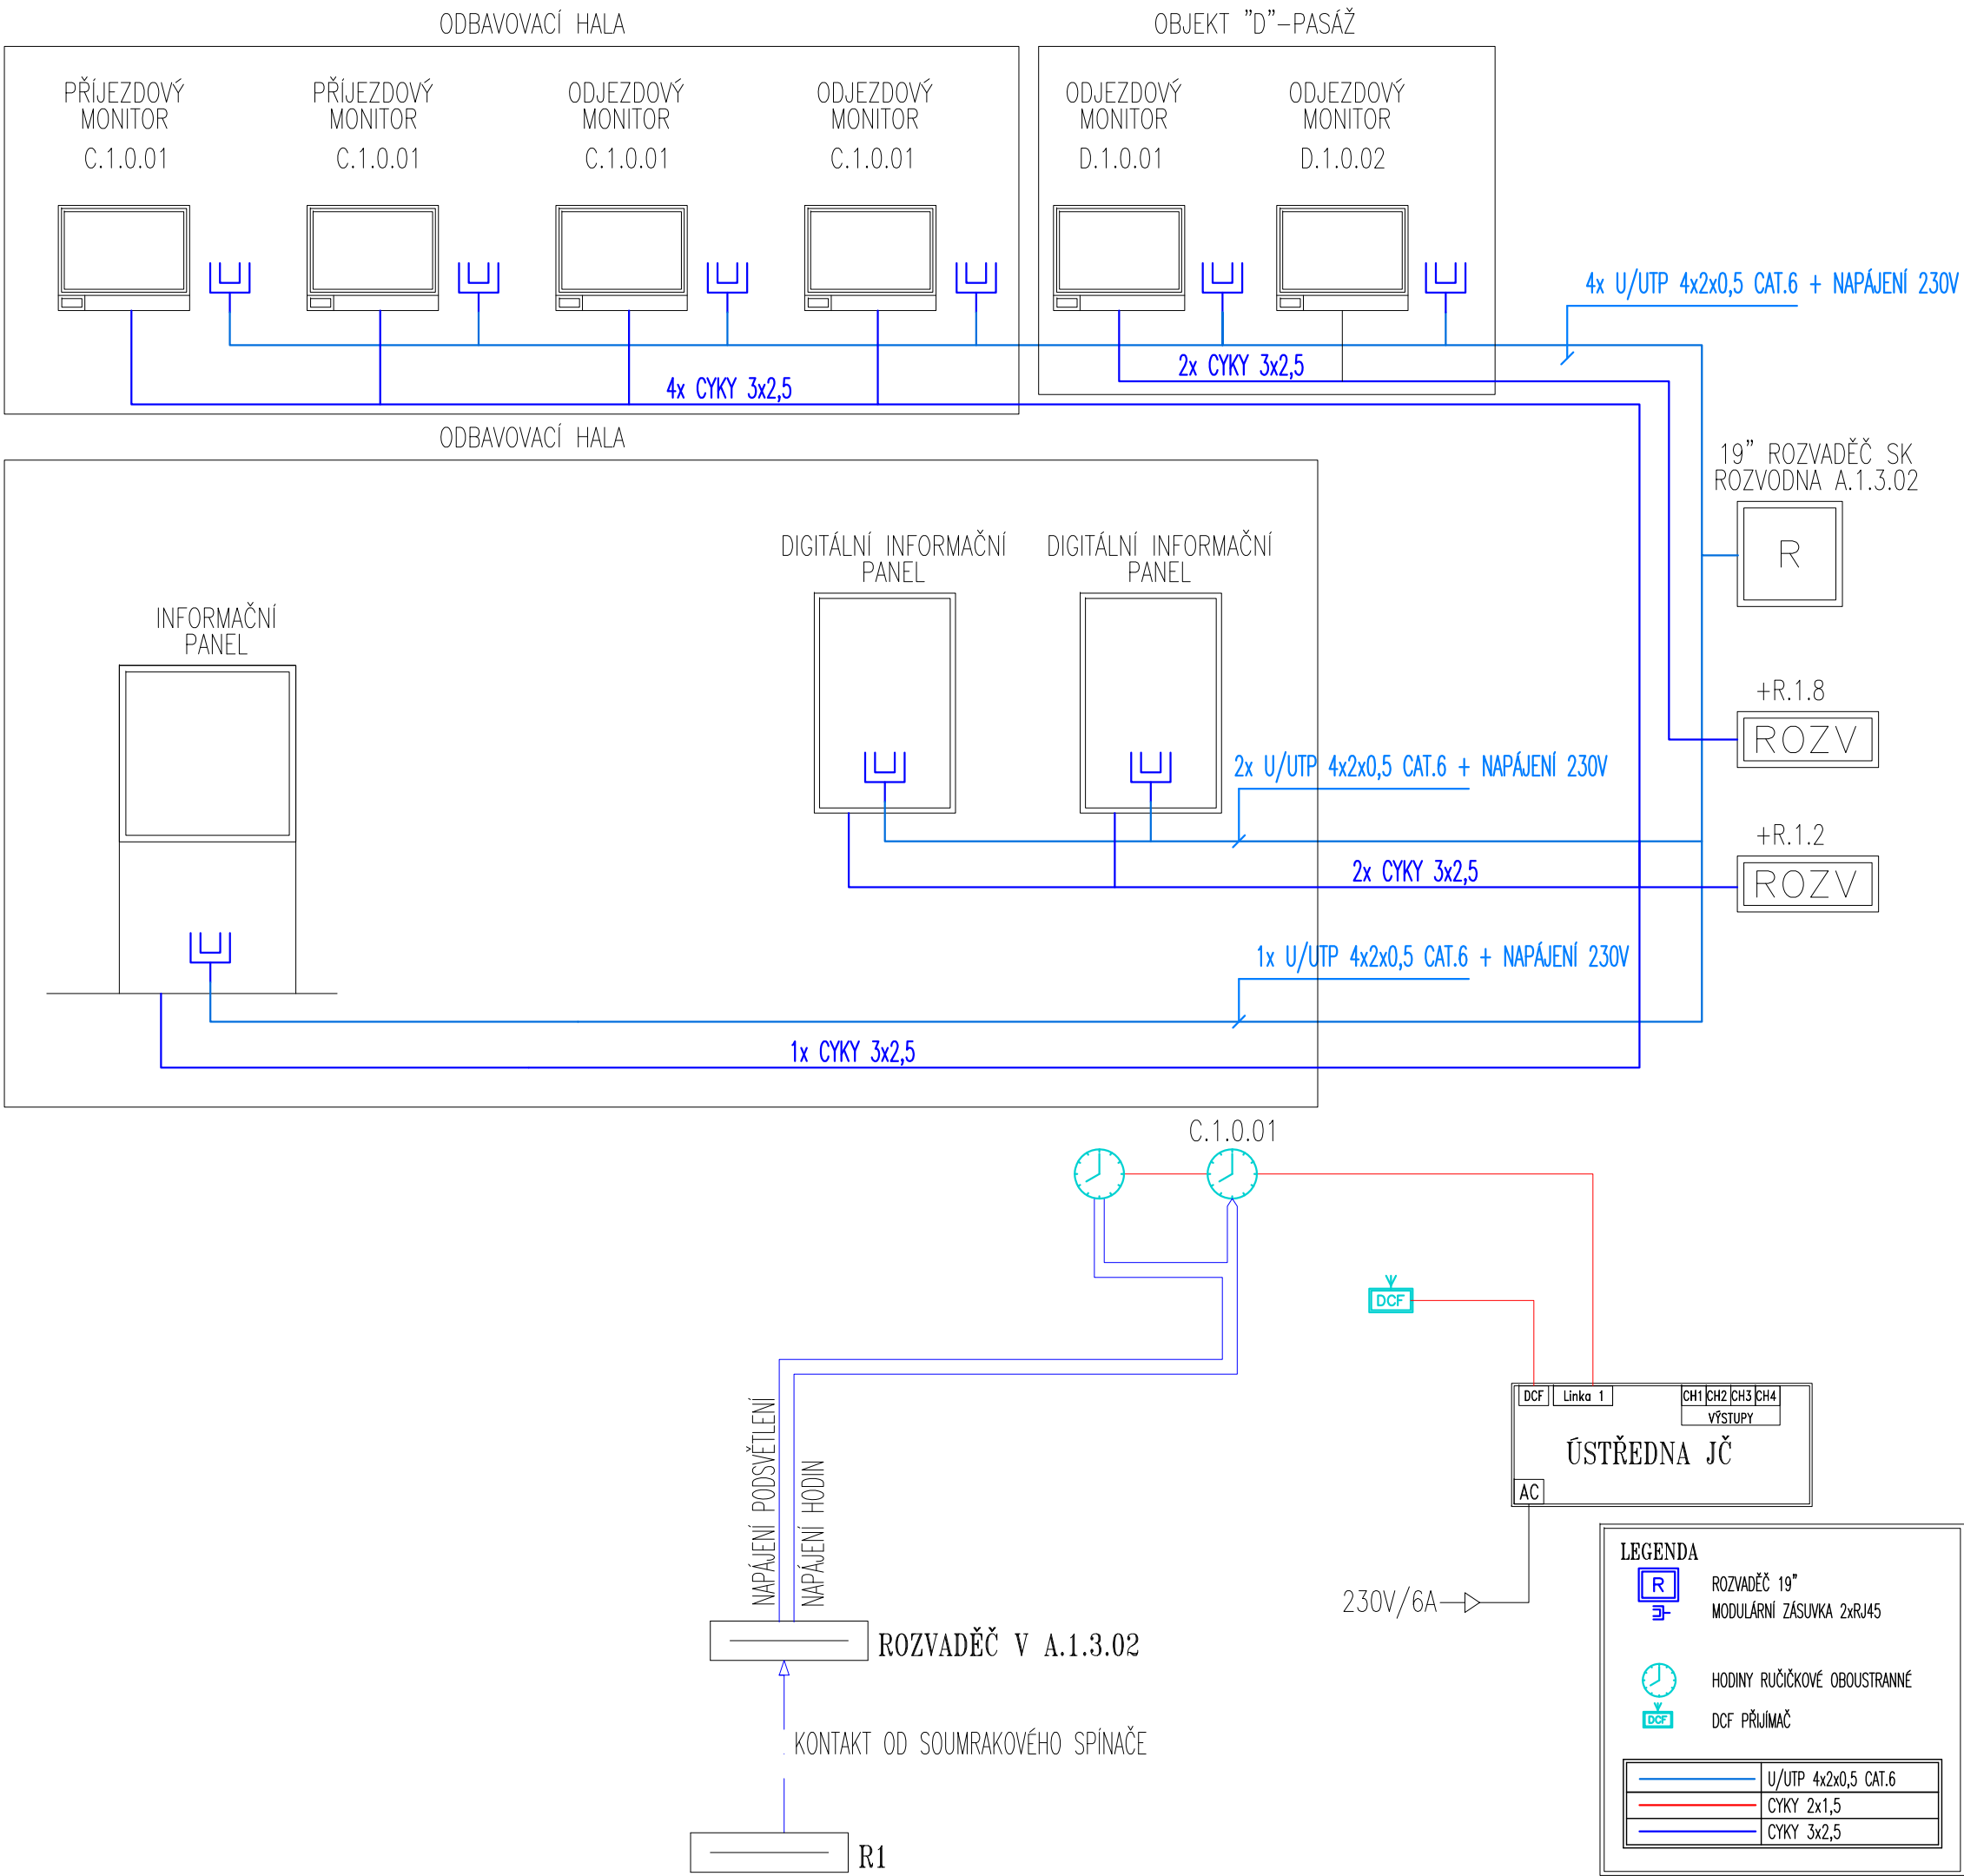 ODBAVOVACÍ HALA
OBJEKT "D"-PASÁŽ
PŘÍJEZDOVÝ
MONITOR
C.1.0.01
PŘÍJEZDOVÝ
MONITOR
C.1.0.01
ODJEZDOVÝ
MONITOR
C.1.0.01
ODJEZDOVÝ
MONITOR
C.1.0.01
ODJEZDOVÝ
MONITOR
D.1.0.01
ODJEZDOVÝ
MONITOR
D.1.0.02
4x U/UTP 4x2x0,5 CAT.6 + NAPÁJENÍ 230V
2x CYKY 3x2,5
4x CYKY 3x2,5
ODBAVOVACÍ HALA
19" ROZVADĚČ SK
ROZVODNA A.1.3.02
R
DIGITÁLNÍ INFORMAČNÍ
PANEL
DIGITÁLNÍ INFORMAČNÍ
PANEL
INFORMAČNÍ
PANEL
+R.1.8
ROZV
2x U/UTP 4x2x0,5 CAT.6 + NAPÁJENÍ 230V
+R.1.2
ROZV
2x CYKY 3x2,5
1x U/UTP 4x2x0,5 CAT.6 + NAPÁJENÍ 230V
1x CYKY 3x2,5
C.1.0.01
DCF
DCF
Linka 1
CH1 CH2 CH3 CH4
VÝSTUPY
ÚSTŘEDNA JČ
AC
230V/6A
NAPÁJENÍ PODSVĚTLENÍ
NAPÁJENÍ HODIN
ROZVADĚČ V A.1.3.02
KONTAKT OD SOUMRAKOVÉHO SPÍNAČE
R1
LEGENDA
R
ROZVADĚČ 19"
MODULÁRNÍ ZÁSUVKA 2xRJ45
HODINY RUČIČKOVÉ OBOUSTRANNÉ
DCF
DCF PŘIJÍMAČ
U/UTP 4x2x0,5 CAT.6
CYKY 2x1,5
CYKY 3x2,5